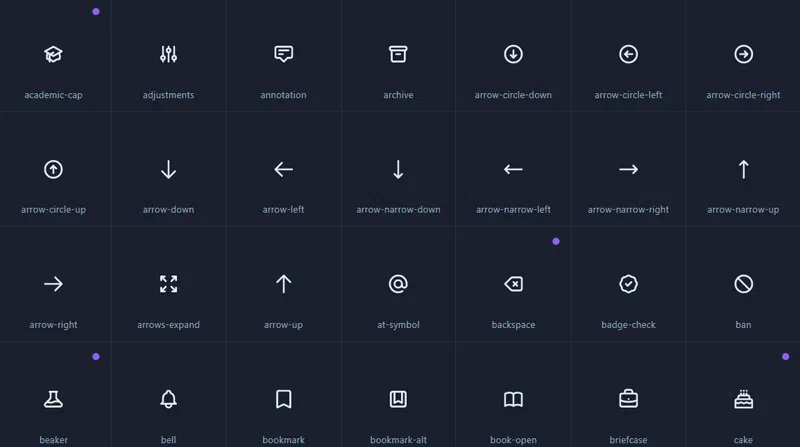 academic-cap
adjustments
annotation
archive
arrow-circle-down
arrow-circle-left
arrow-circle-right
arrow-circle-up
arrow-down
arrow-left
arrow-narrow-down
arrow-narrow-left
arrow-narrow-right
arrow-narrow-up
arrow-right
arrows-expand
arrow-up
at-symbol
backspace
badge-check
ban
beaker
bell
bookmark
bookmark-alt
book-open
briefcase
cake